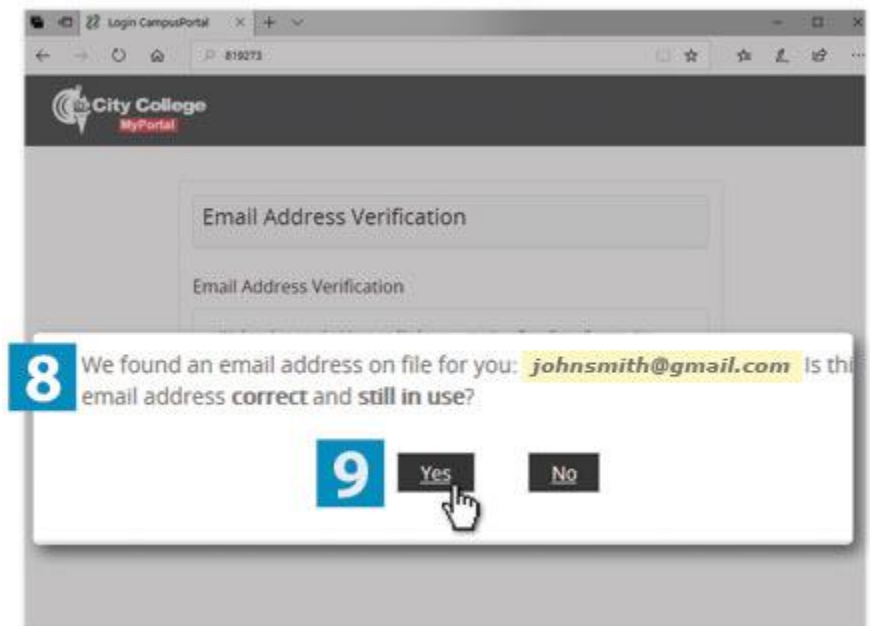 Login CampusPortal
819273
City College
MyPortal
Email Address Verification
Email Address Verification
8
We found an email address on file for you: johnsmith@gmail.com Is thi
email address correct and still in use?
9 Yes No